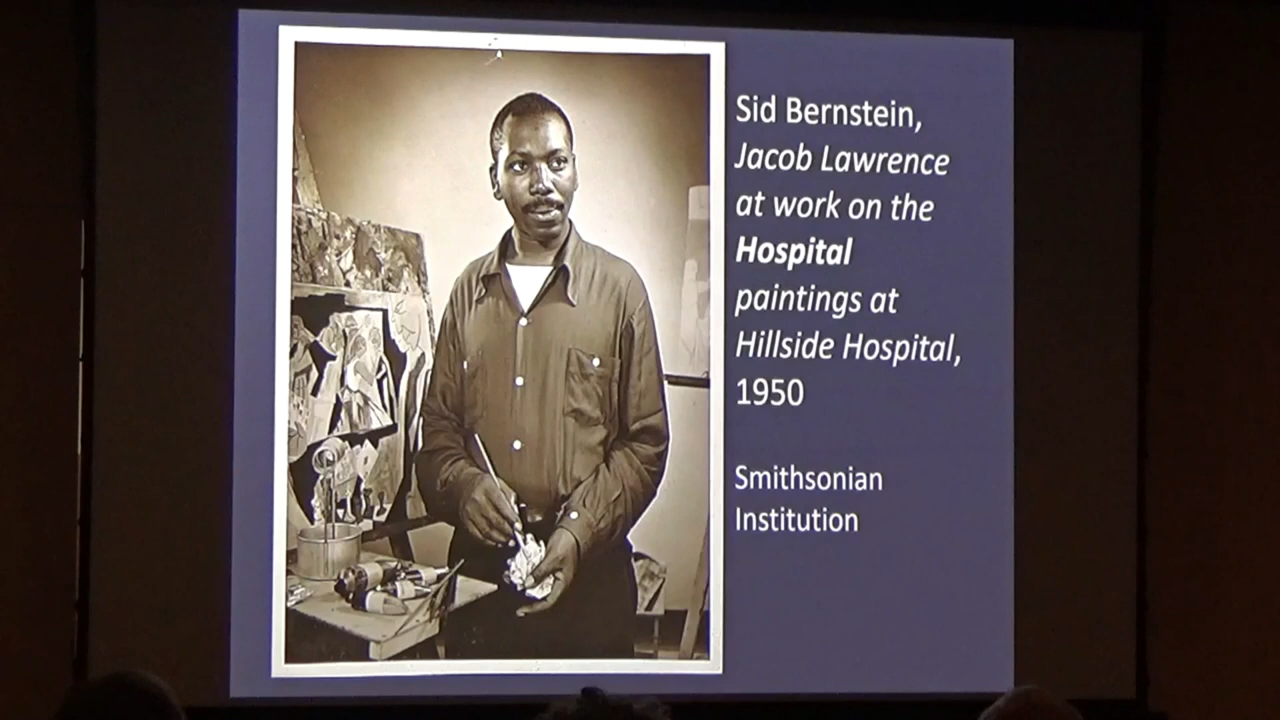 Sid Bernstein,
Jacob Lawrence
at work on the
Hospital
paintings at
Hillside Hospital,
1950
Smithsonian
Institution